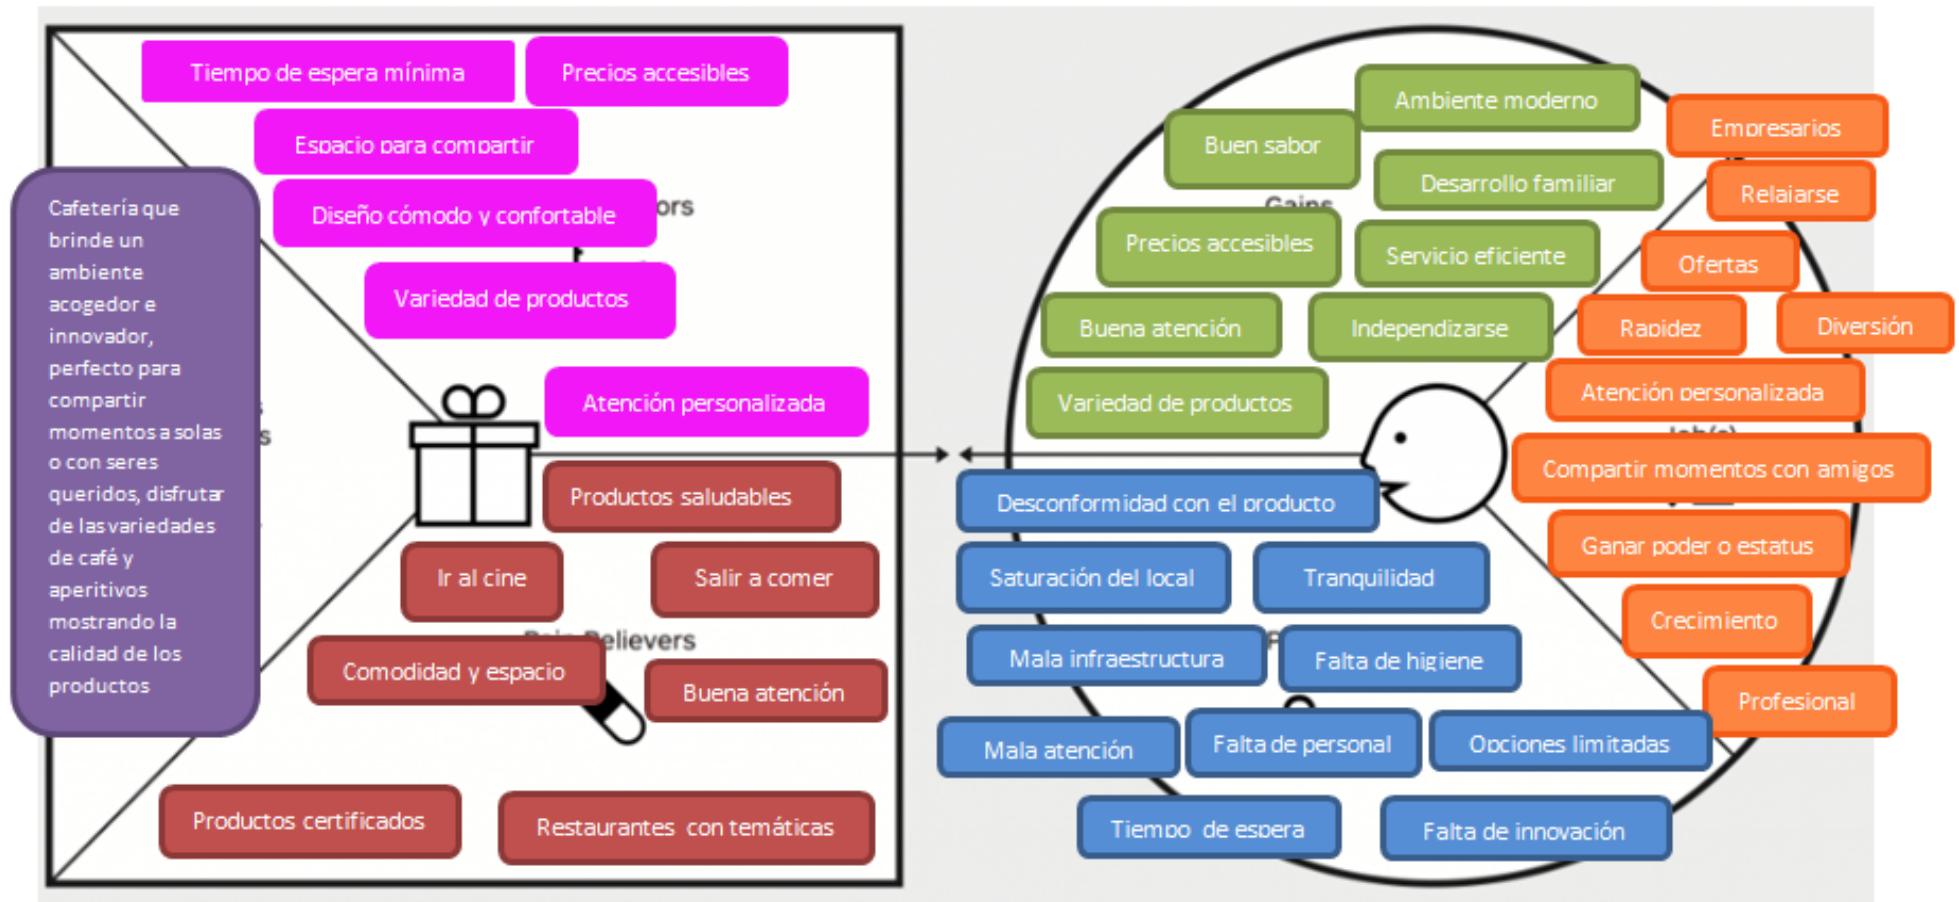 Tiempo de espera mínima
Precios accesibles
Espacio para compartir
Diseño cómodo y confortable
Variedad de productos
Atención personalizada
Cafetería que
brinde un
ambiente
acogedor e
innovador,
perfecto para
compartir
momentos a solas
o con seres
queridos, disfrutar
de las variedades
de café y
aperitivos
mostrando la
calidad de los
productos
Productos saludables
Ir al cine
Salir a comer
Comodidad y espacio
Buena atención
Productos certificados
Restaurantes con temáticas
Ambiente moderno
Buen sabor
Desarrollo familiar
Gains
Precios accesibles
Servicio eficiente
Buena atención
Independizarse
Variedad de productos
Empresarios
Relajarse
Ofertas
Rapidez
Diversión
Atención personalizada
Compartir momentos con amigos
Ganar poder o estatus
Crecimiento
Profesional
Desconformidad con el producto
Saturación del local
Tranquilidad
Mala infraestructura
Falta de higiene
Mala atención
Falta de personal
Opciones limitadas
Tiempo de espera
Falta de innovación